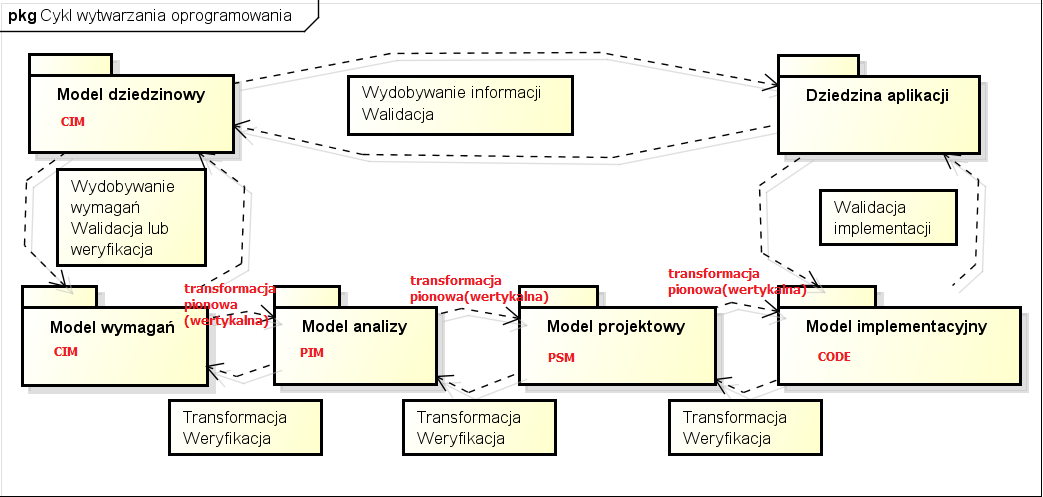 pkg Cykl wytwarzania oprogramowania
Model dziedzinowy
CIM
Wydobywanie informacji
Walidacja
Dziedzina aplikacji
Wydobywanie
wymagań
Walidacja lub
weryfikacja
Walidacja
implementacji
transformacja
pionowa
(wertykalna)
transformacja
pionowa(wertykalna)
transformacja
pionowa(wertykalna)
Model wymagań
CIM
Model analizy
PIM
Model projektowy
PSM
Model implementacyjny
CODE
Transformacja
Weryfikacja
Transformacja
Weryfikacja
Transformacja
Weryfikacja